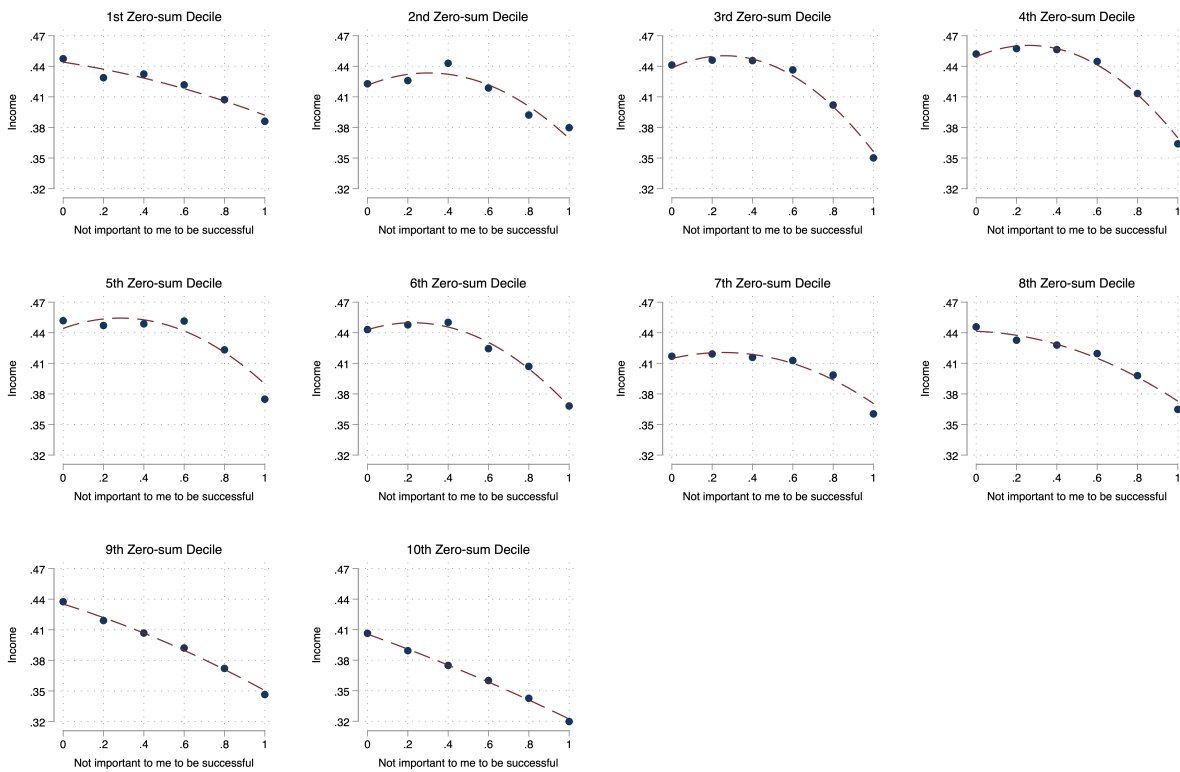 1st Zero-sum Decile
.47
.44
.41
.38
.35
.32
Income
0 .2 .4 .6 .8 1
Not important to me to be successful
2nd Zero-sum Decile
.47
.44
.41
.38
.35
.32
Income
0 .2 .4 .6 .8 1
Not important to me to be successful
3rd Zero-sum Decile
.47
.44
.41
.38
.35
.32
Income
0 .2 .4 .6 .8 1
Not important to me to be successful
4th Zero-sum Decile
.47
.44
.41
.38
.35
.32
Income
0 .2 .4 .6 .8 1
Not important to me to be successful
5th Zero-sum Decile
.47
.44
.41
.38
.35
.32
Income
0 .2 .4 .6 .8 1
Not important to me to be successful
6th Zero-sum Decile
.47
.44
.41
.38
.35
.32
Income
0 .2 .4 .6 .8 1
Not important to me to be successful
7th Zero-sum Decile
.47
.44
.41
.38
.35
.32
Income
0 .2 .4 .6 .8 1
Not important to me to be successful
8th Zero-sum Decile
.47
.44
.41
.38
.35
.32
Income
0 .2 .4 .6 .8 1
Not important to me to be successful
9th Zero-sum Decile
.47
.44
.41
.38
.35
.32
Income
0 .2 .4 .6 .8 1
Not important to me to be successful
10th Zero-sum Decile
.47
.44
.41
.38
.35
.32
Income
0 .2 .4 .6 .8 1
Not important to me to be successful